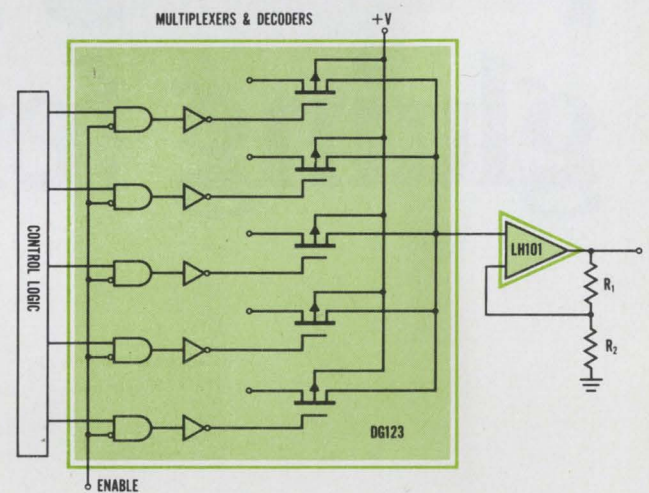 MULTIPLEXERS & DECODERS
+V
CONTROL LOGIC
LH101
R1
R2
DG123
ENABLE